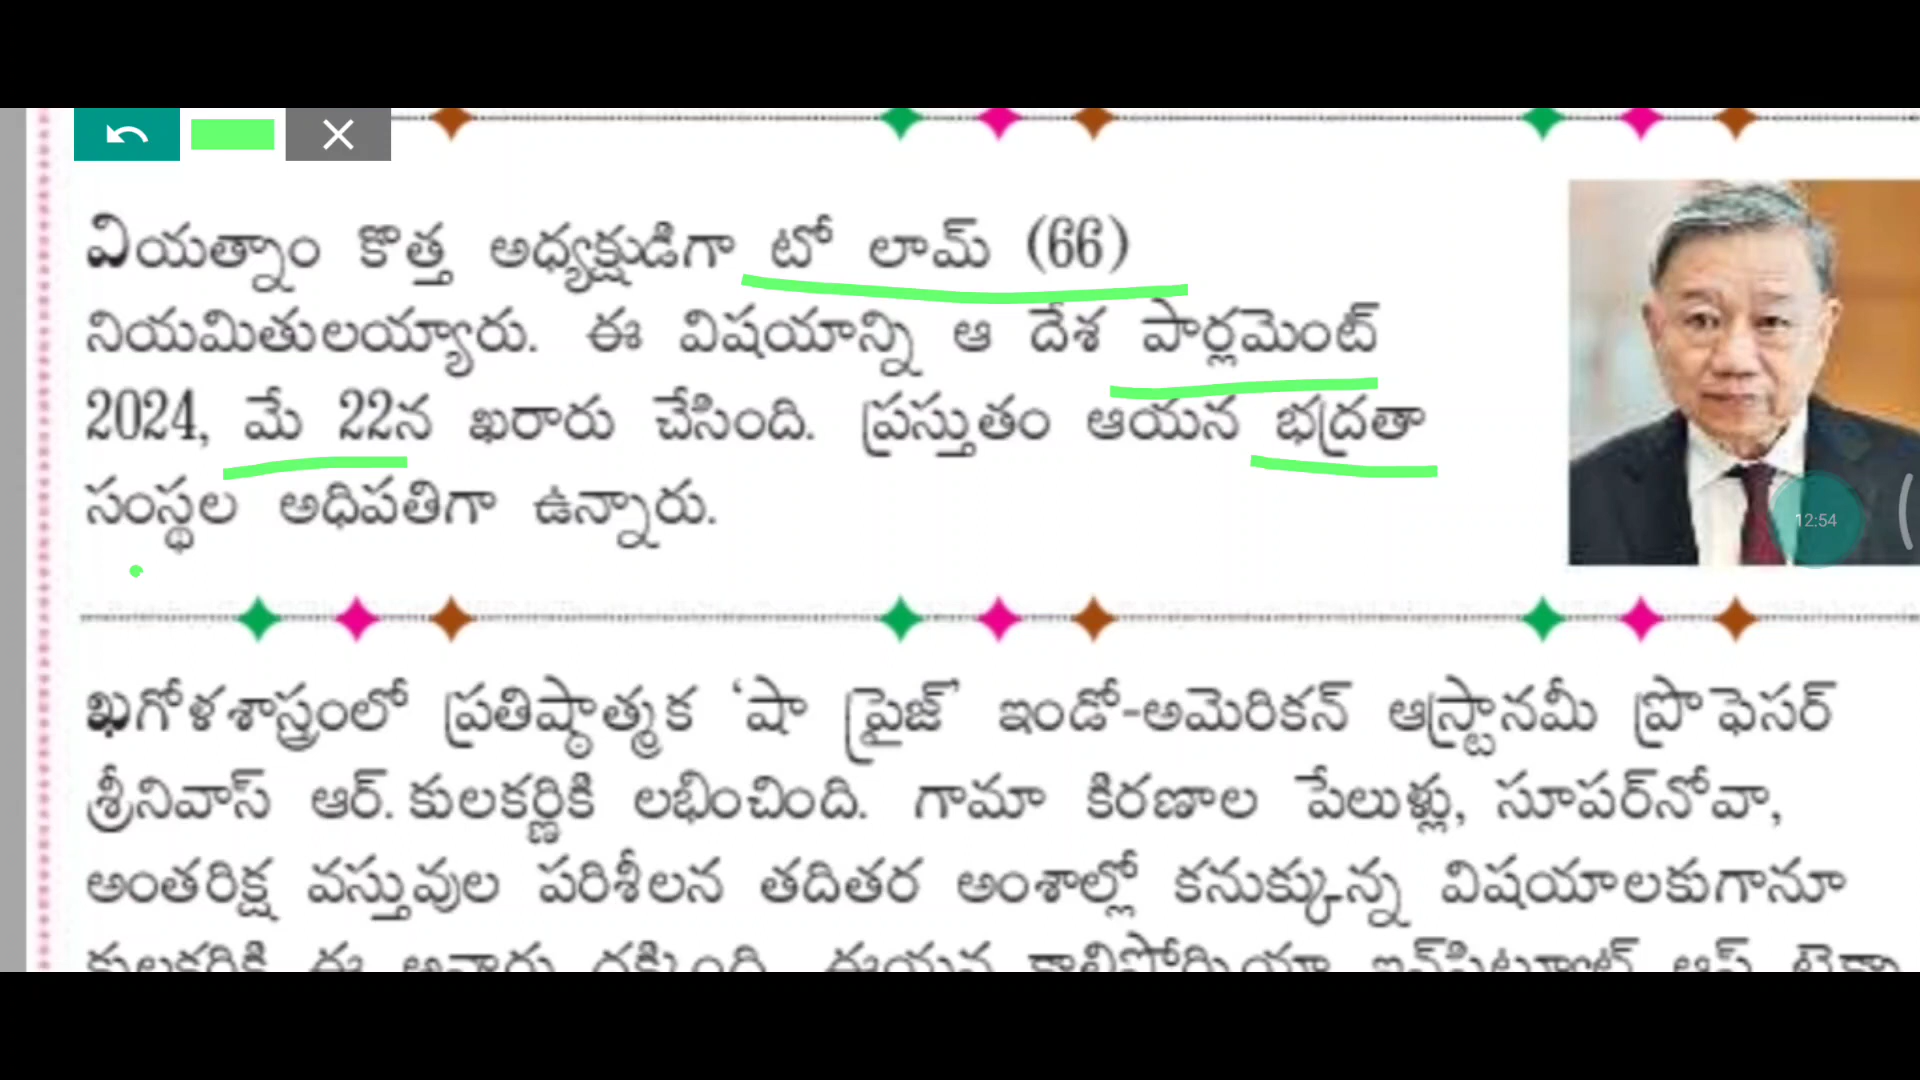 వియత్నాం కొత్త అధ్యక్షుడిగా టో లామ్ (66)
నియమితులయ్యారు. ఈ విషయాన్ని ఆ దేశ పార్లమెంట్
2024, మే 22న ఖరారు చేసింది. ప్రస్తుతం ఆయన భద్రతా
సంస్థల అధిపతిగా ఉన్నారు.
12:54
ఖగోళశాస్త్రంలో ప్రతిష్ఠాత్మక ‘షా ప్రైజ్’ ఇండో-అమెరికన్ ఆస్ట్రానమీ ప్రొఫెసర్
శ్రీనివాస్ ఆర్. కులకర్ణికి లభించింది. గామా కిరణాల పేలుళ్లు, సూపర్‌నోవా,
అంతరిక్ష వస్తువుల పరిశీలన తదితర అంశాల్లో కనుక్కున్న విషయాలకుగానూ